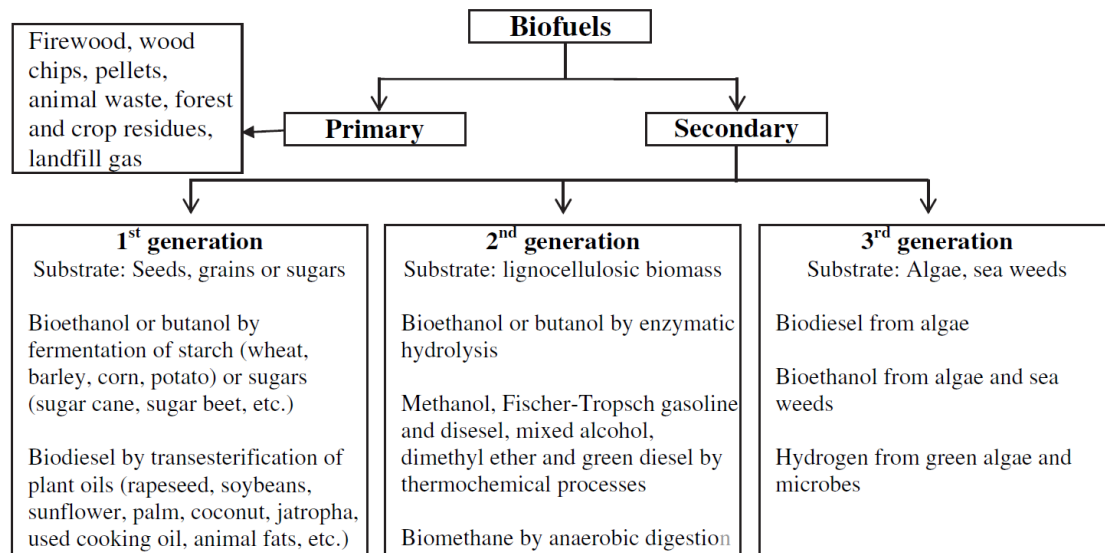 Biofuels
Firewood, wood
chips, pellets,
animal waste, forest
and crop residues,
landfill gas
Primary
Secondary
1st generation
Substrate: Seeds, grains or sugars
Bioethanol or butanol by
fermentation of starch (wheat,
barley, corn, potato) or sugars
(sugar cane, sugar beet, etc.)
Biodiesel by transesterification of
plant oils (rapeseed, soybeans,
sunflower, palm, coconut, jatropha,
used cooking oil, animal fats, etc.)
2nd generation
Substrate: lignocellulosic biomass
Bioethanol or butanol by enzymatic
hydrolysis
Methanol, Fischer-Tropsch gasoline
and disesel, mixed alcohol,
dimethyl ether and green diesel by
thermochemical processes
Biomethane by anaerobic digestion
3rd generation
Substrate: Algae, sea weeds
Biodiesel from algae
Bioethanol from algae and sea
weeds
Hydrogen from green algae and
microbes